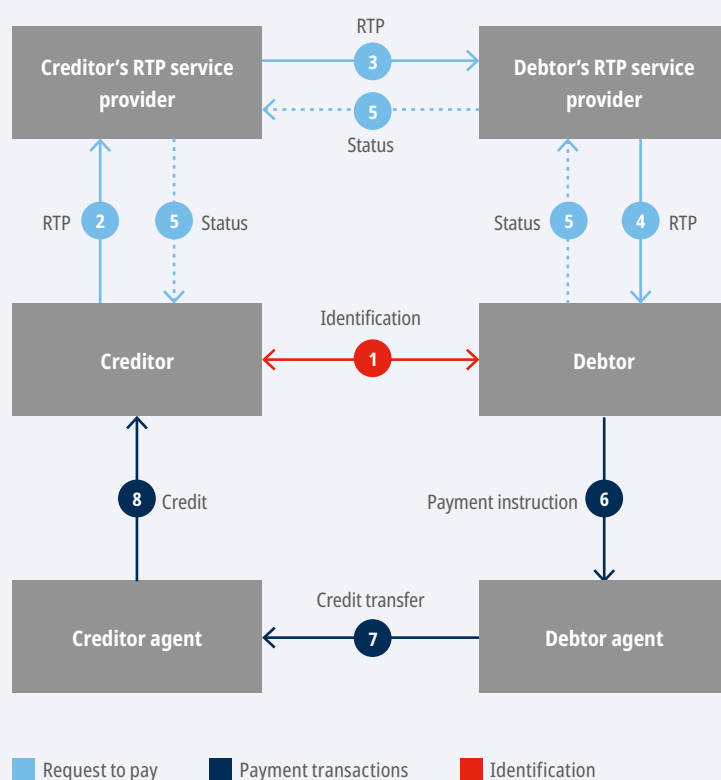 RTP
Creditor’s RTP service
provider
3
Debtor’s RTP service
provider
5
Status
RTP
2
5
Status
Status
5
4
RTP
Identification
Creditor
1
Debtor
8
Credit
Payment instruction
6
Credit transfer
Creditor agent
7
Debtor agent
Request to pay
Payment transactions
Identification